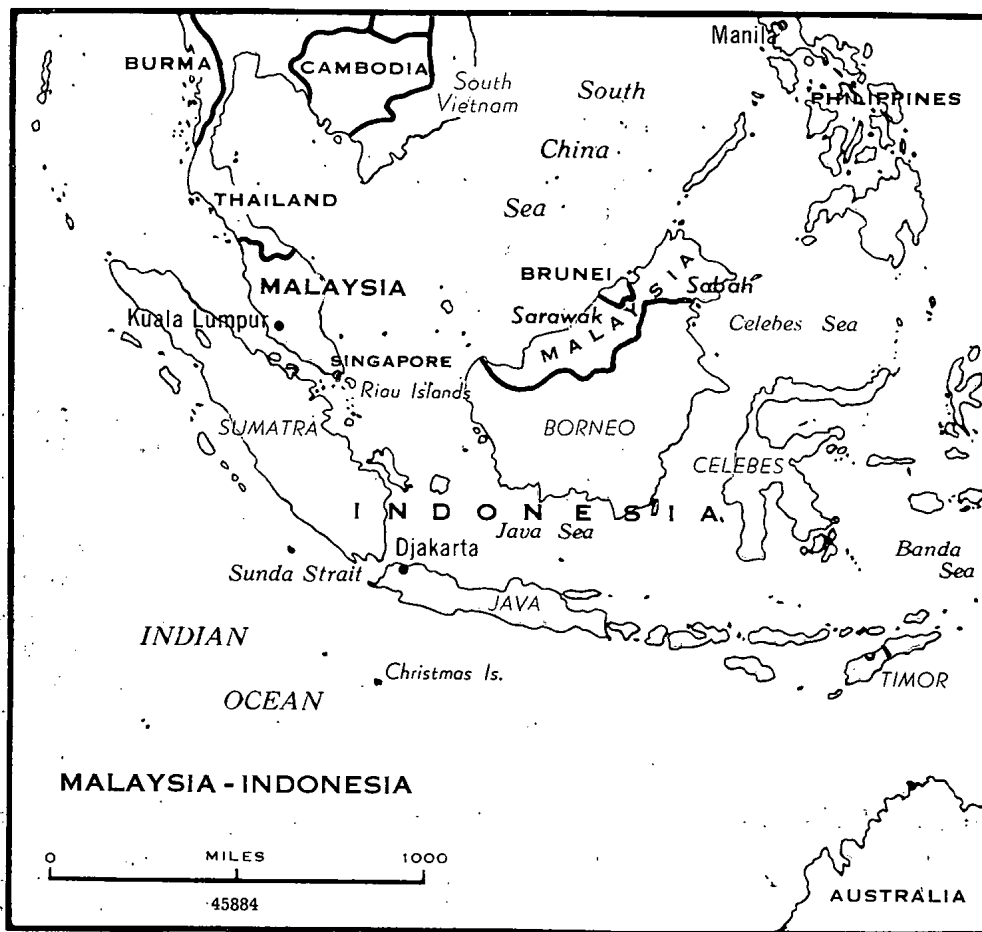 Manila
BURMA
CAMBODIA
South
Vietnam
South
China
Sea
PHILIPPINES
THAILAND
MALAYSIA
BRUNEI
MALAYSIA
Sabah
Sarawak
Kuala Lumpur
Celebes Sea
SINGAPORE
Riau Islands
SUMATRA
BORNEO
CELEBES
INDONESIA
Java Sea
Djakarta
Sunda Strait
Banda
Sea
JAVA
INDIAN
OCEAN
Christmas Is.
TIMOR
MALAYSIA - INDONESIA
0 MILES 1000
45884
AUSTRALIA